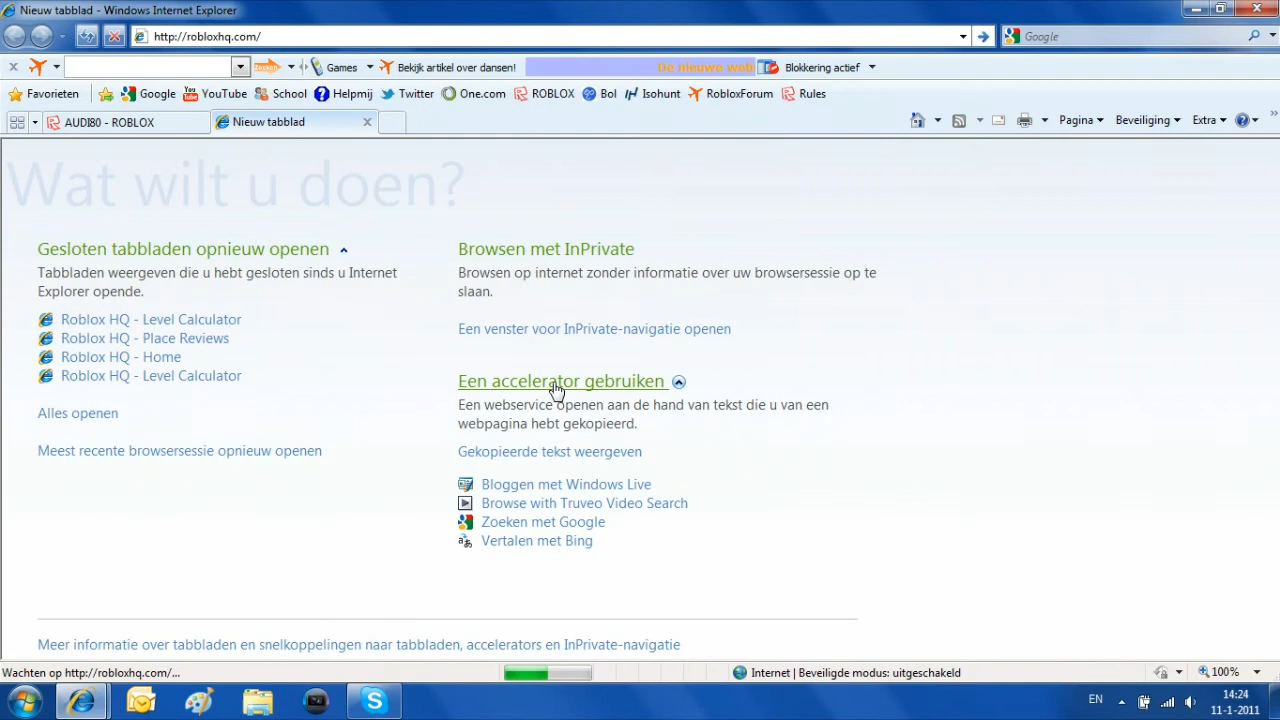 Nieuw tabblad - Windows Internet Explorer
http://robloxhq.com/
Google
Zoeken
Games
Bekijk artikel over dansen!
De nieuwe web
Blokkering actief
Favorieten
Google
YouTube
School
Helpmij
Twitter
One.com
ROBLOX
Bol
Isohunt
RobloxForum
Rules
AUDI80 - ROBLOX
Nieuw tabblad
Pagina
Beveiliging
Extra
Wat wilt u doen?
Gesloten tabbladen opnieuw openen
Tabbladen weergeven die u hebt gesloten sinds u Internet
Explorer opende.
Roblox HQ - Level Calculator
Roblox HQ - Place Reviews
Roblox HQ - Home
Roblox HQ - Level Calculator
Alles openen
Meest recente browsersessie opnieuw openen
Browsen met InPrivate
Browsen op internet zonder informatie over uw browsersessie op te
slaan.
Een venster voor InPrivate-navigatie openen
Een accelerator gebruiken
Een webservice openen aan de hand van tekst die u van een
webpagina hebt gekopieerd.
Gekopieerde tekst weergeven
Bloggen met Windows Live
Browse with Truveo Video Search
Zoeken met Google
Vertalen met Bing
Meer informatie over tabbladen en snelkoppelingen naar tabbladen, accelerators en InPrivate-navigatie
Wachten op http://robloxhq.com/...
Internet | Beveiligde modus: uitgeschakeld
100%
EN
14:24
11-1-2011